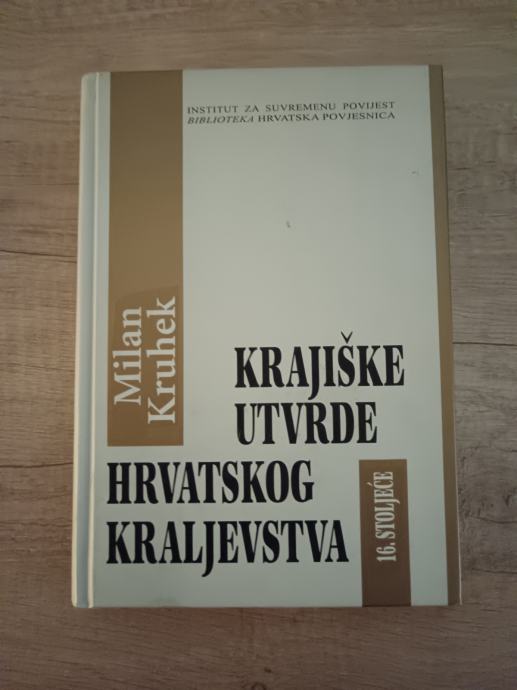 INSTITUT ZA SUVREMENU POVIJEST
BIBLIOTEKA HRVATSKA POVJESNICA
Milan
Kruhek
KRAJIŠKE
UTVRDE
HRVATSKOG
KRALJEVSTVA
16. STOLJEĆE